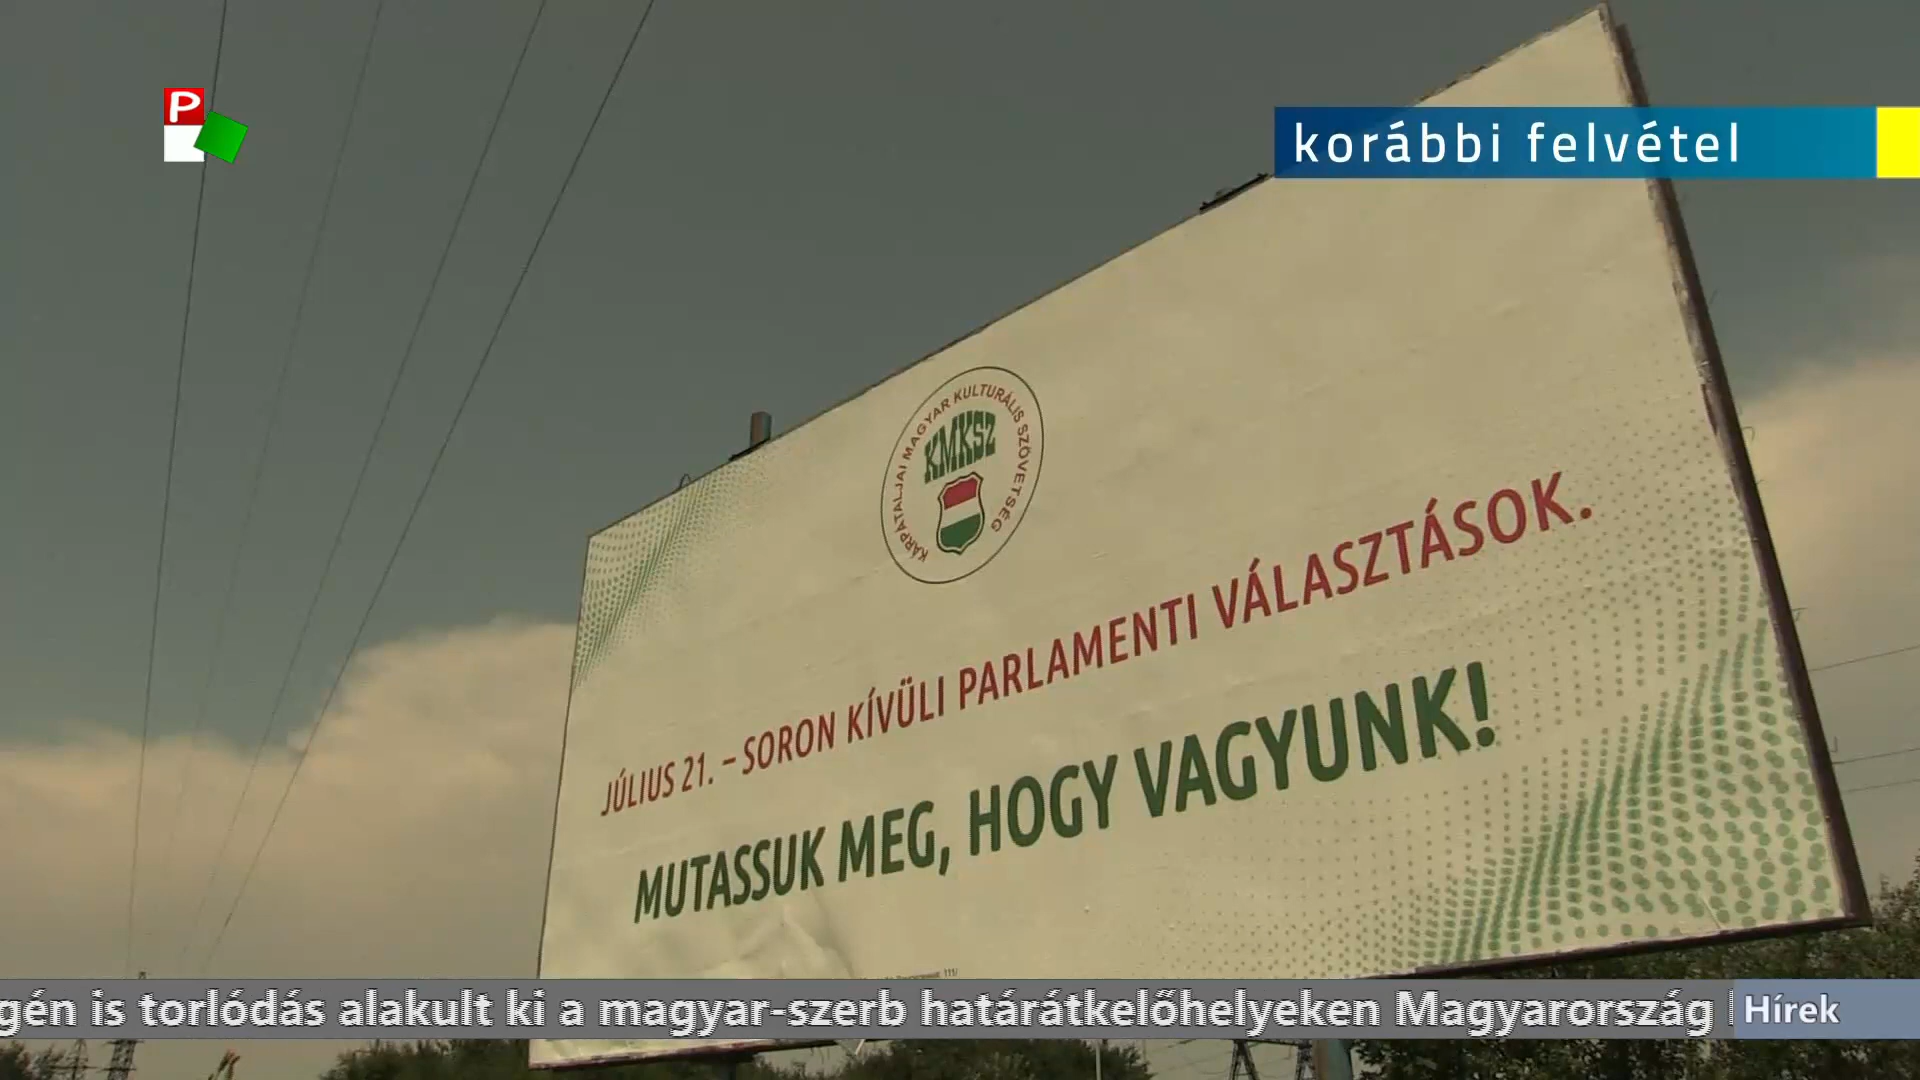 P
korábbi felvétel
KÁRPÁTALJAI MAGYAR KULTURÁLIS SZÖVETSÉG
KMKSZ
JÚLIUS 21. – SORON KÍVÜLI PARLAMENTI VÁLASZTÁSOK.
MUTASSUK MEG, HOGY VAGYUNK!
gén is torlódás alakult ki a magyar-szerb határátkelőhelyeken Magyarország
Hírek